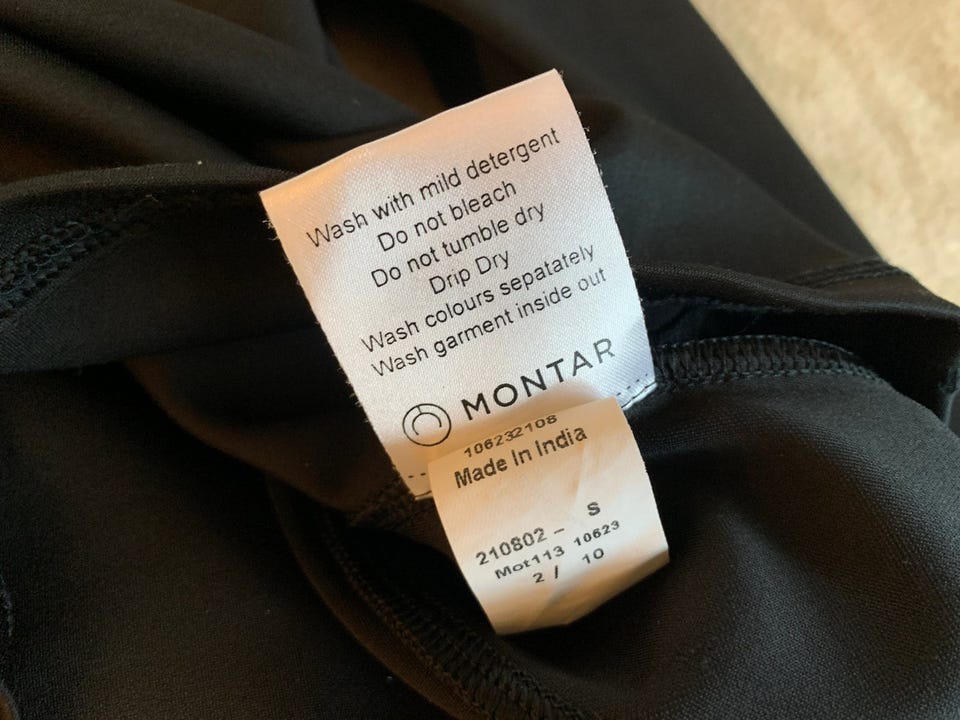 Wash with mild detergent
Do not bleach
Do not tumble dry
Drip Dry
Wash colours sepatately
Wash garment inside out
MONTAR
106232108
Made In India
210802 - S
Mot113 10623
2 / 10